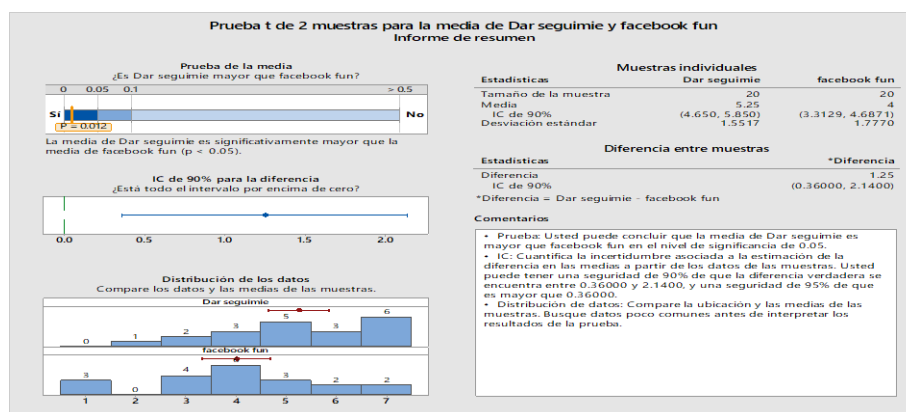 Prueba t de 2 muestras para la media de Dar seguimie y facebook fun
Informe de resumen
Prueba de la media
¿Es Dar seguimie mayor que facebook fun?
0 0.05 0.1 > 0.5
Sí No
P = 0.012
La media de Dar seguimie es significativamente mayor que la
media de facebook fun (p < 0.05).
IC de 90% para la diferencia
¿Está todo el intervalo por encima de cero?
0.0 0.5 1.0 1.5 2.0
Distribución de los datos
Compare los datos y las medias de las muestras.
Dar seguimie
0 1 2 3 5 3 6
facebook fun
3 0 4 3 2 2
1 2 3 4 5 6 7
Muestras individuales
Estadísticas Dar seguimie facebook fun
Tamaño de la muestra 20 20
Media 5.25 4
IC de 90% (4.650, 5.850) (3.3129, 4.6871)
Desviación estándar 1.5517 1.7770
Diferencia entre muestras
Estadísticas *Diferencia
Diferencia 1.25
IC de 90% (0.36000, 2.1400)
*Diferencia = Dar seguimie - facebook fun
Comentarios
• Prueba: Usted puede concluir que la media de Dar seguimie es
mayor que facebook fun en el nivel de significancia de 0.05.
• IC: Cuantifica la incertidumbre asociada a la estimación de la
diferencia en las medias a partir de los datos de las muestras. Usted
puede tener una seguridad de 90% de que la diferencia verdadera se
encuentra entre 0.36000 y 2.1400, y una seguridad de 95% de que
es mayor que 0.36000.
• Distribución de datos: Compare la ubicación y las medias de las
muestras. Busque datos poco comunes antes de interpretar los
resultados de la prueba.